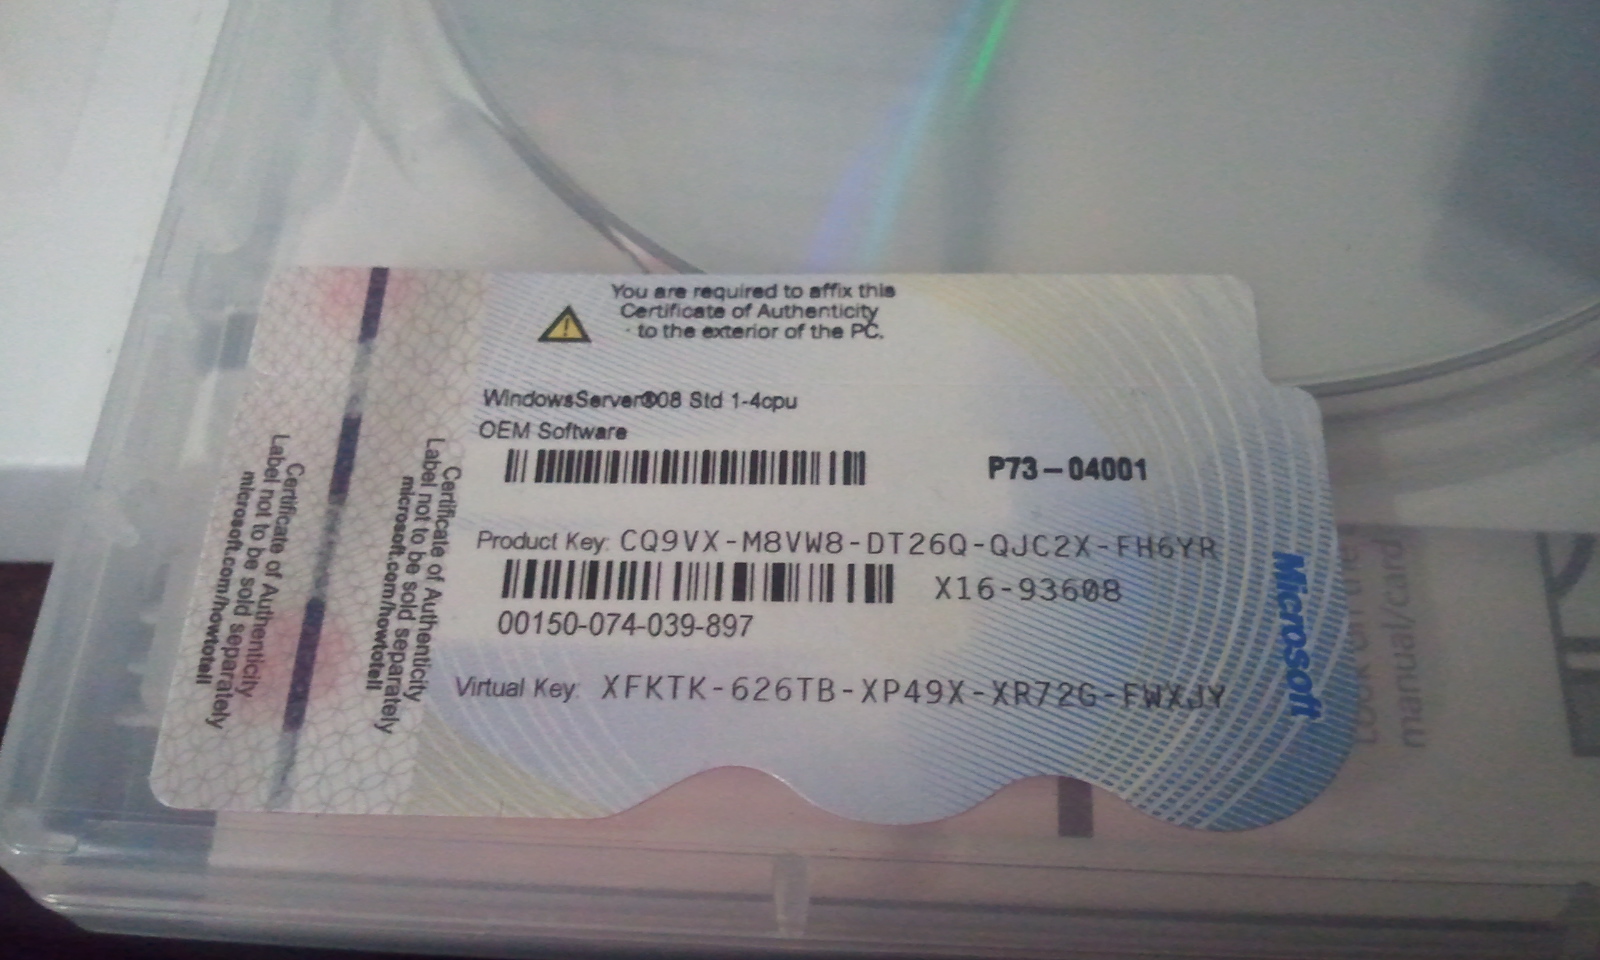 You are required to affix this
Certificate of Authenticity
to the exterior of the PC.
WindowsServer®08 Std 1-4cpu
OEM Software
P73-04001
Product Key: CQ9VX-M8VW8-DT26Q-QJC2X-FH6YR
X16-93608
00150-074-039-897
Virtual Key: XFKTK-626TB-XP49X-XR72G-FWXJY
Certificate of Authenticity
Label not to be sold separately
microsoft.com/howtotell
Certificate of Authenticity
Label not to be sold separately
microsoft.com/howtotell
Microsoft
manual/card